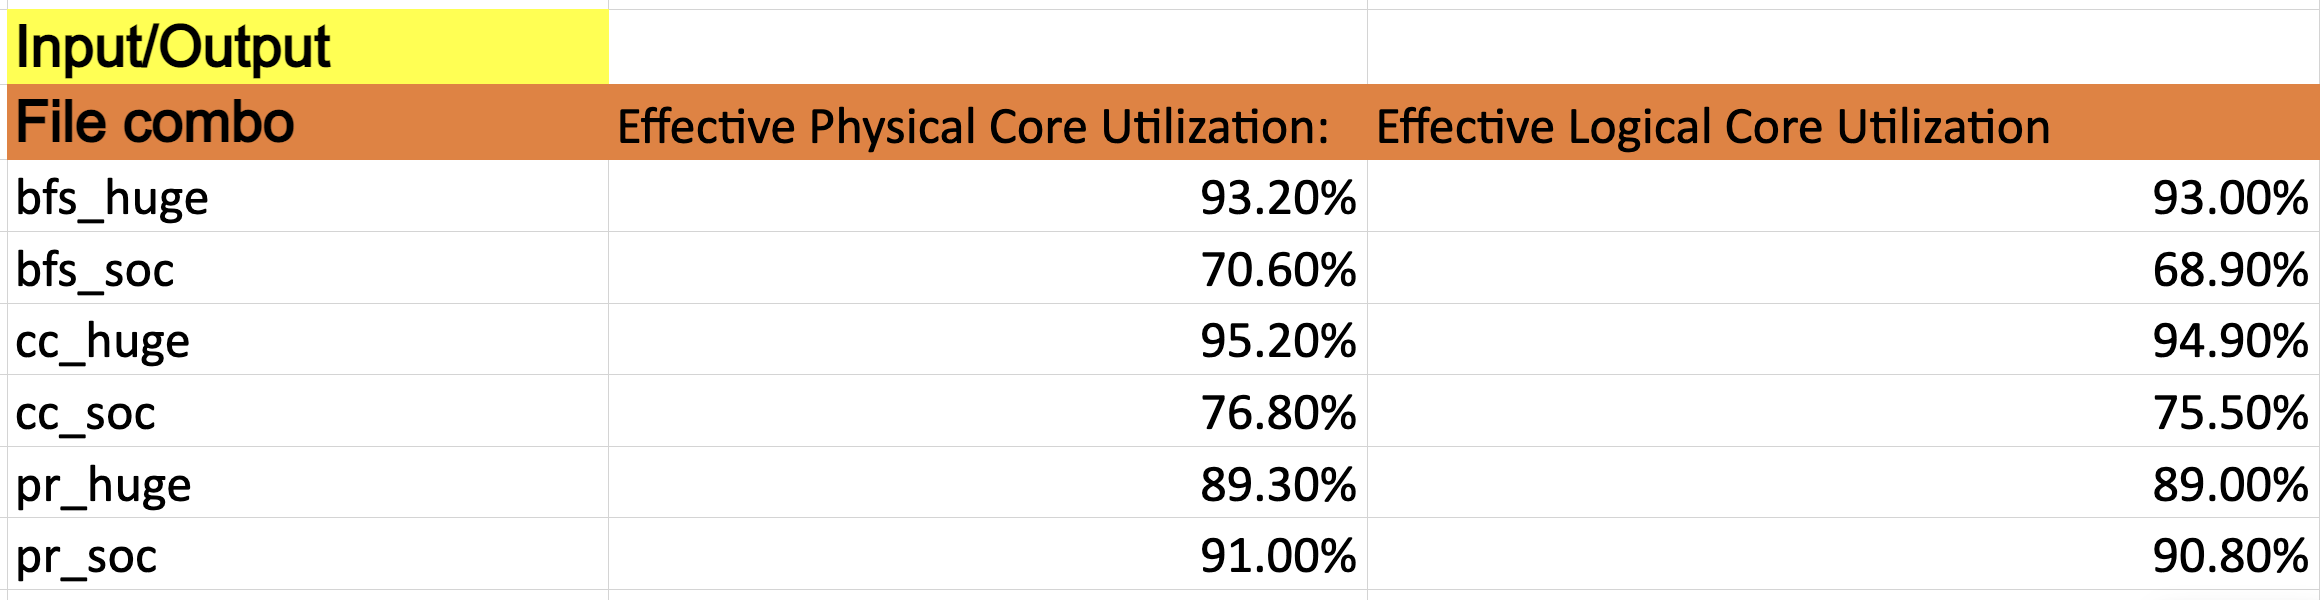 Input/Output
File combo Effective Physical Core Utilization: Effective Logical Core Utilization
bfs_huge 93.20% 93.00%
bfs_soc 70.60% 68.90%
cc_huge 95.20% 94.90%
cc_soc 76.80% 75.50%
pr_huge 89.30% 89.00%
pr_soc 91.00% 90.80%